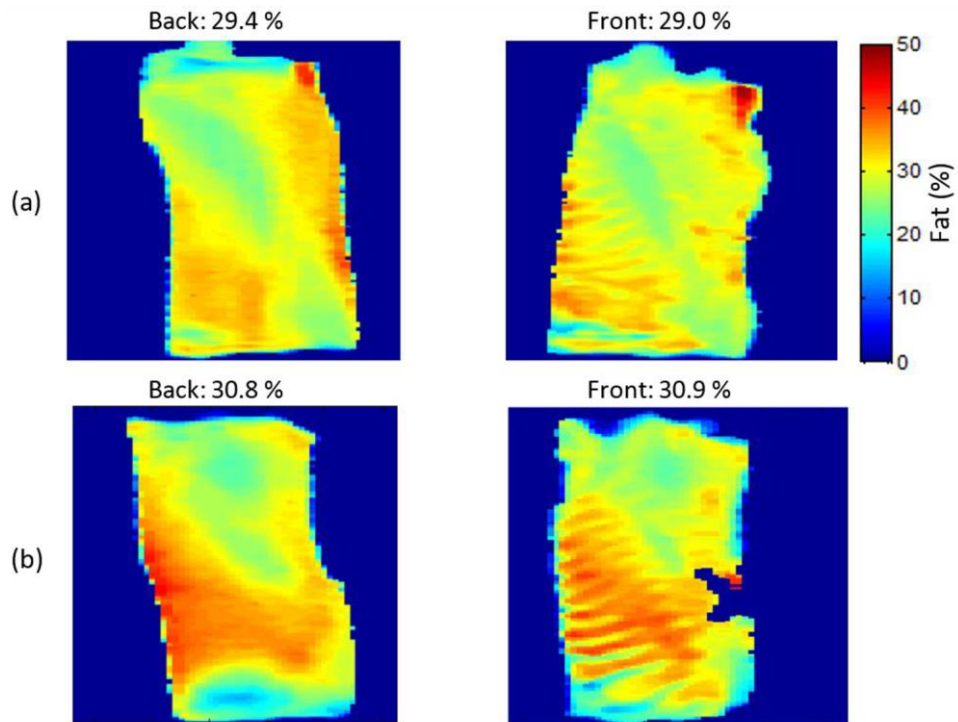 Back: 29.4 %
Front: 29.0 %
(a)
50
40
30
20
10
0
Fat (%)
Back: 30.8 %
Front: 30.9 %
(b)